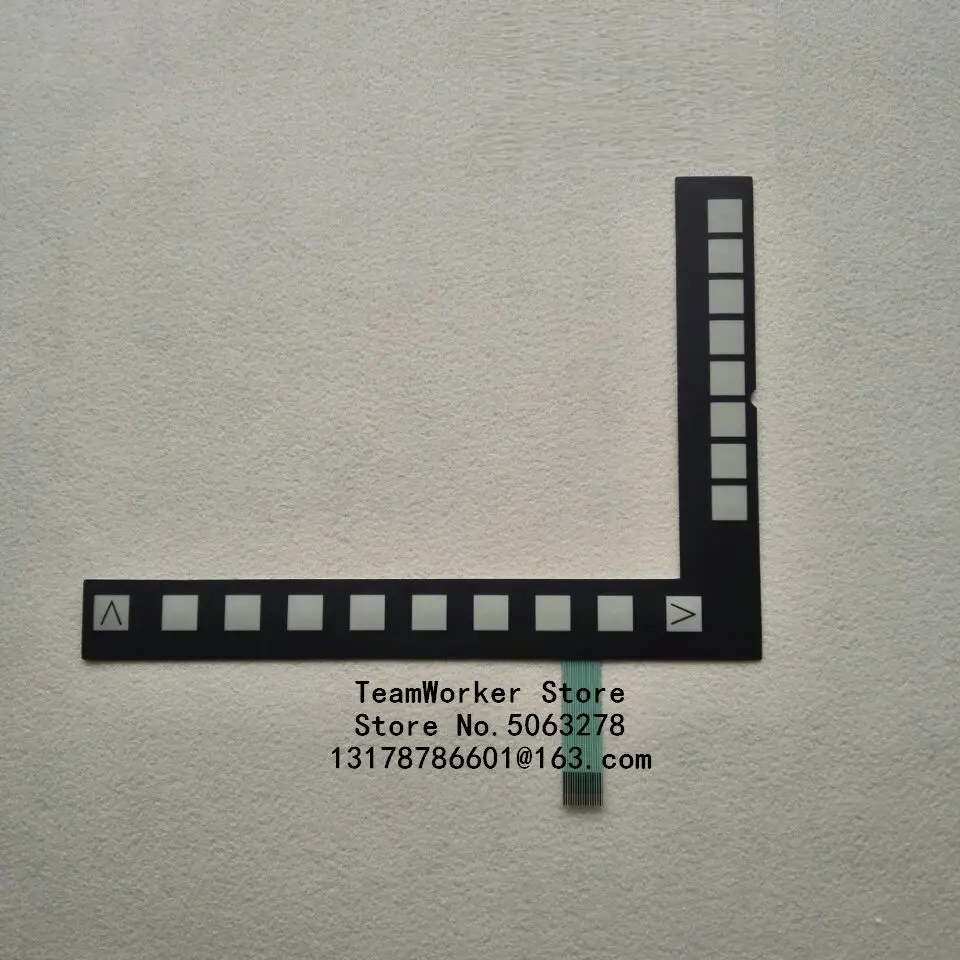 ∧ >
TeamWorker Store
Store No.5063278
13178786601@163.com